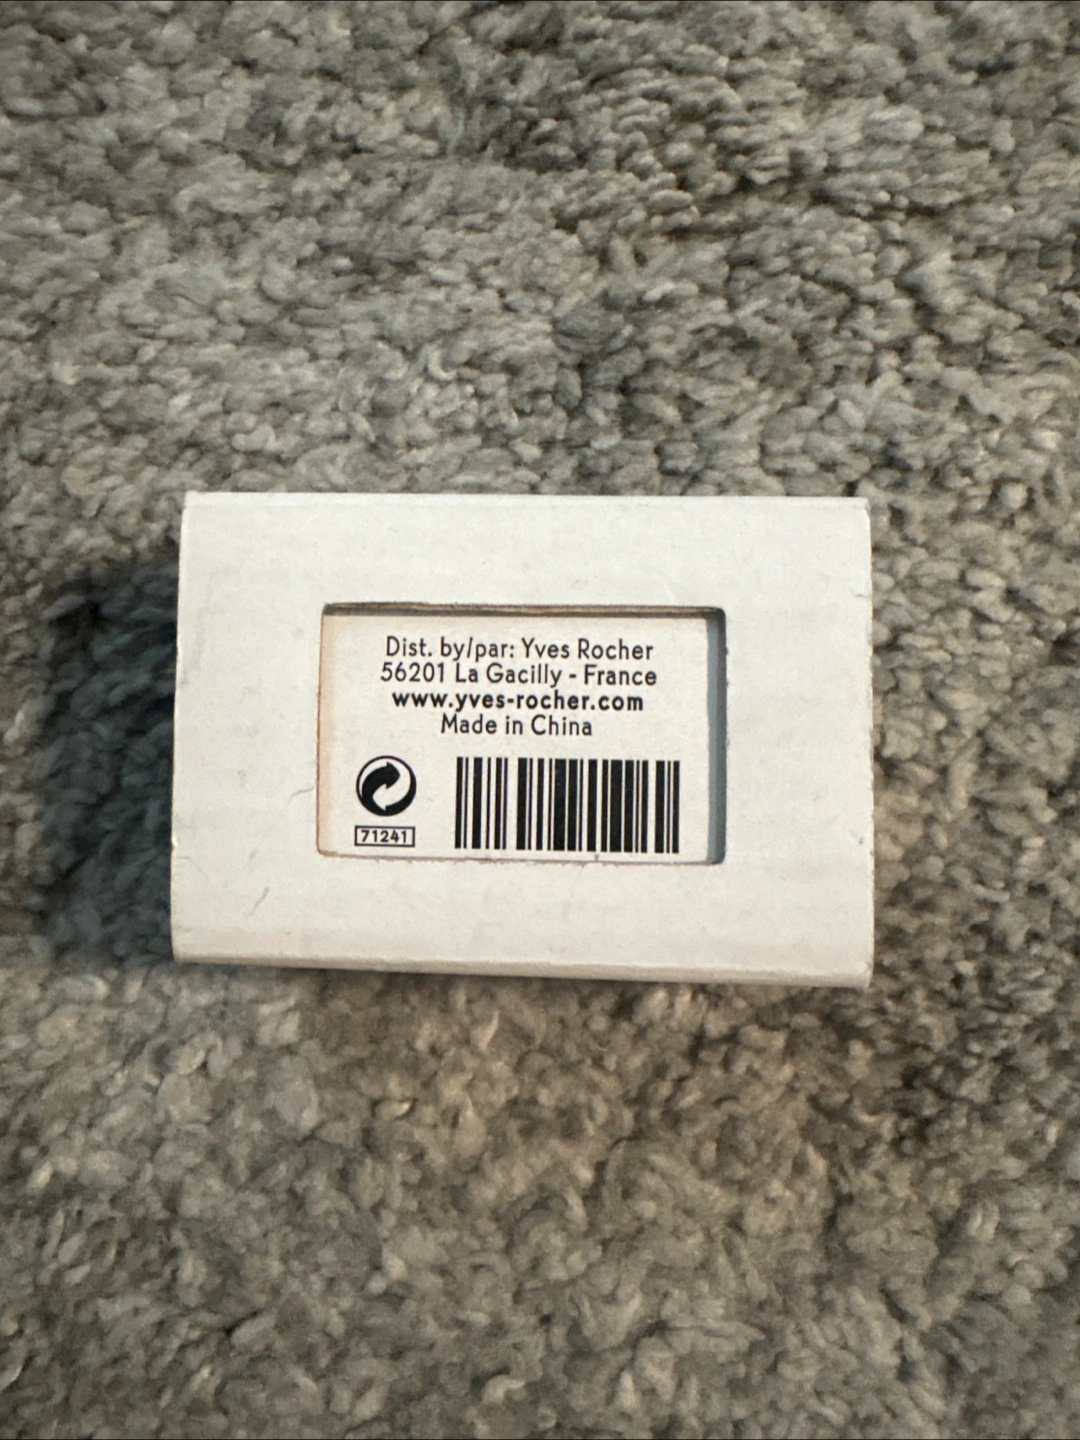 Dist. by/par: Yves Rocher
56201 La Gacilly - France
www.yves-rocher.com
Made in China
71241